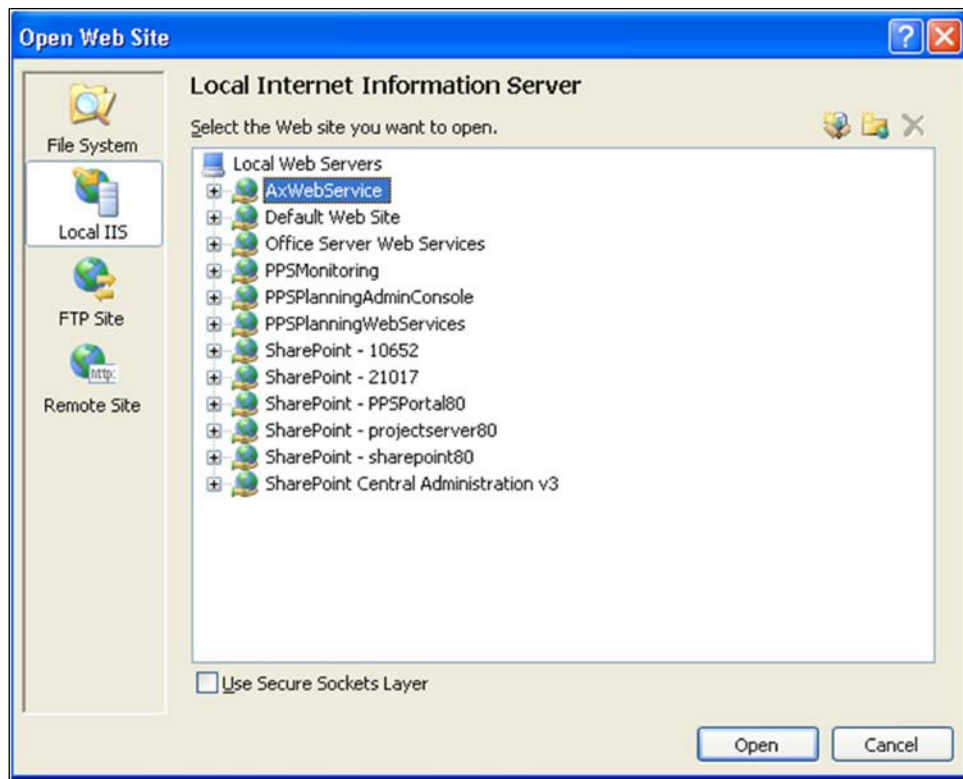 Open Web Site
File System
Local IIS
FTP Site
http:
Remote Site
Local Internet Information Server
Select the Web site you want to open.
Local Web Servers
AxWebService
Default Web Site
Office Server Web Services
PPSMonitoring
PPSPlanningAdminConsole
PPSPlanningWebServices
SharePoint - 10652
SharePoint - 21017
SharePoint - PPSPortal80
SharePoint - projectserver80
SharePoint - sharepoint80
SharePoint Central Administration v3
Use Secure Sockets Layer
Open
Cancel